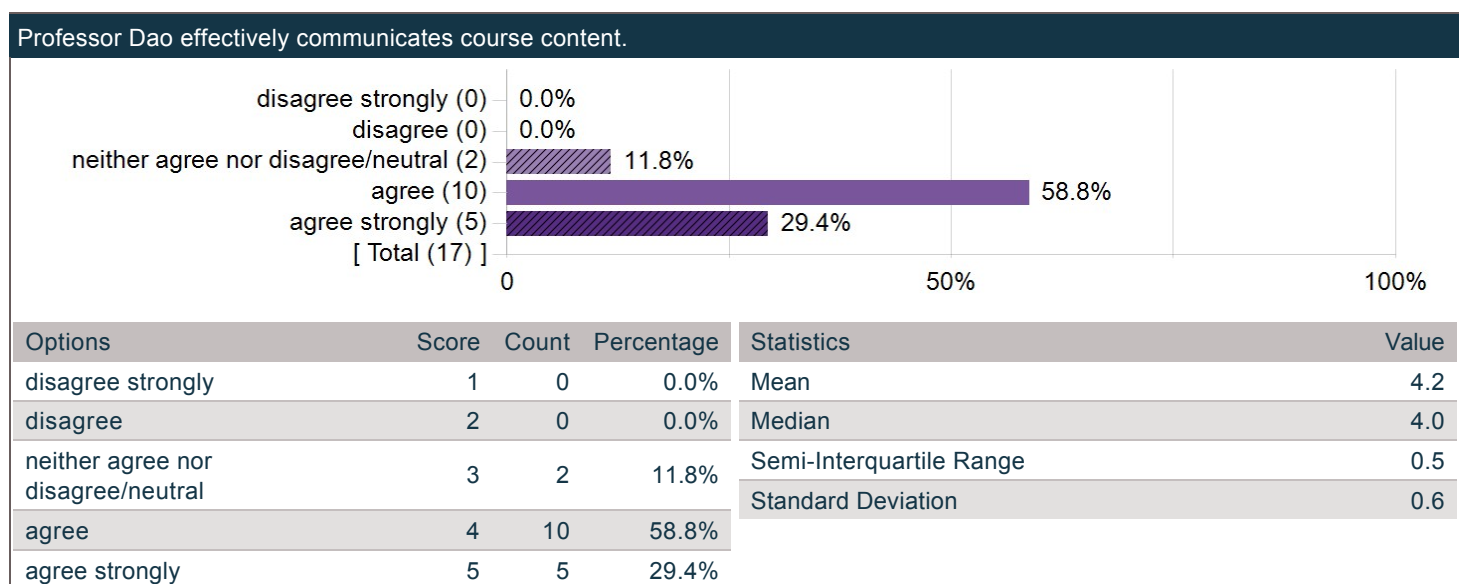 Professor Dao effectively communicates course content.
disagree strongly (0) 0.0%
disagree (0) 0.0%
neither agree nor disagree/neutral (2) 11.8%
agree (10) 58.8%
agree strongly (5) 29.4%
[ Total (17) ]
0 50% 100%
Options Score Count Percentage
disagree strongly 1 0 0.0%
disagree 2 0 0.0%
neither agree nor
disagree/neutral 3 2 11.8%
agree 4 10 58.8%
agree strongly 5 5 29.4%
Statistics Value
Mean 4.2
Median 4.0
Semi-Interquartile Range 0.5
Standard Deviation 0.6